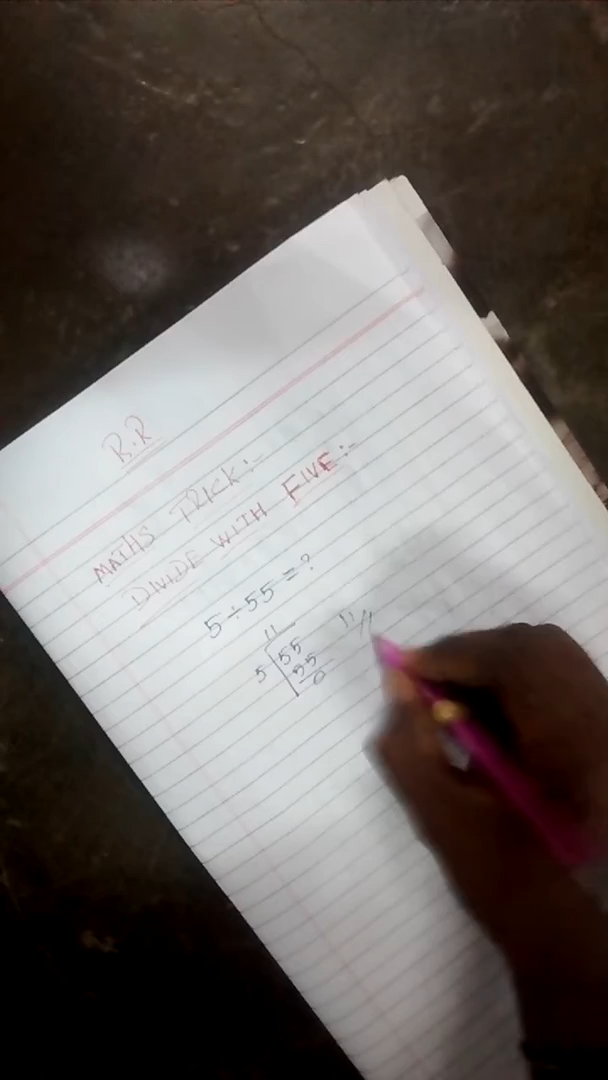 R.R
MATHS TRICK:-
DIVIDE WITH FIVE:-
5÷55=?
11
5 55
55
0
11//